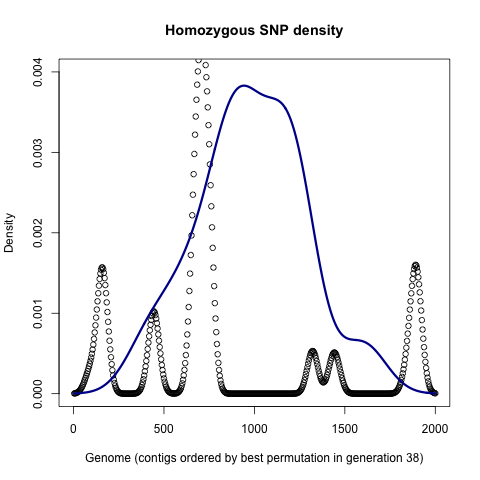 Homozygous SNP density
Density
0.004
0.003
0.002
0.001
0.000
0 500 1000 1500 2000
Genome (contigs ordered by best permutation in generation 38)